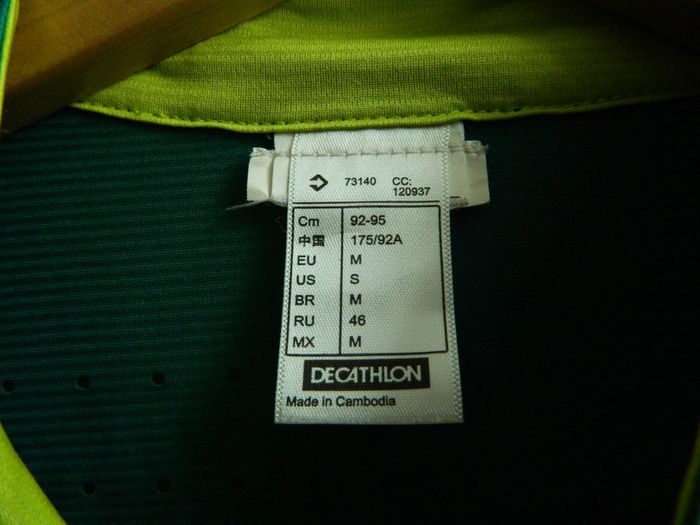 73140 CC:
120937
Cm 92-95
中国 175/92A
EU M
US S
BR M
RU 46
MX M
DECATHLON
Made in Cambodia